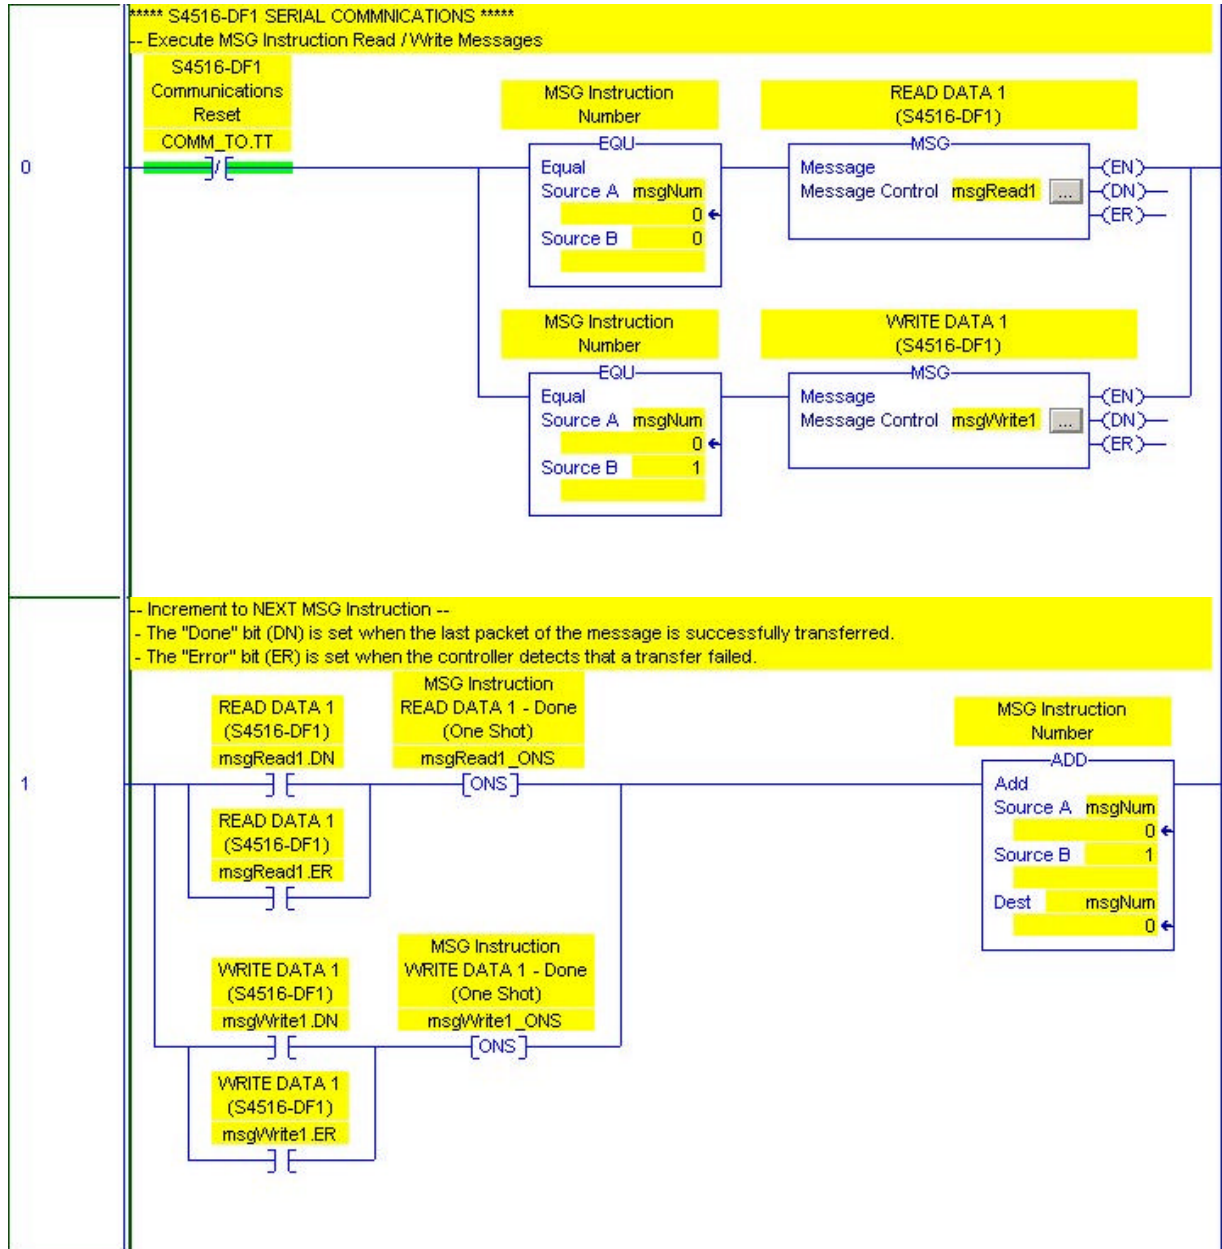 ***** S4516-DF1 SERIAL COMMNICATIONS *****
-- Execute MSG Instruction Read / Write Messages
S4516-DF1
Communications
Reset
COMM_TO.TT
0
MSG Instruction
Number
EQU
Equal
Source A msgNum
0
Source B 0
READ DATA 1
(S4516-DF1)
MSG
Message
Message Control msgRead1 ...
EN
DN
ER
MSG Instruction
Number
EQU
Equal
Source A msgNum
0
Source B 1
WRITE DATA 1
(S4516-DF1)
MSG
Message
Message Control msgWrite1 ...
EN
DN
ER
-- Increment to NEXT MSG Instruction --
- The "Done" bit (DN) is set when the last packet of the message is successfully transferred.
- The "Error" bit (ER) is set when the controller detects that a transfer failed.
1
READ DATA 1
(S4516-DF1)
msgRead1.DN
MSG Instruction
READ DATA 1 - Done
(One Shot)
msgRead1_ONS
ONS
READ DATA 1
(S4516-DF1)
msgRead1.ER
WRITE DATA 1
(S4516-DF1)
msgWrite1.DN
MSG Instruction
WRITE DATA 1 - Done
(One Shot)
msgWrite1_ONS
ONS
WRITE DATA 1
(S4516-DF1)
msgWrite1.ER
MSG Instruction
Number
ADD
Add
Source A msgNum
0
Source B 1
Dest msgNum
0